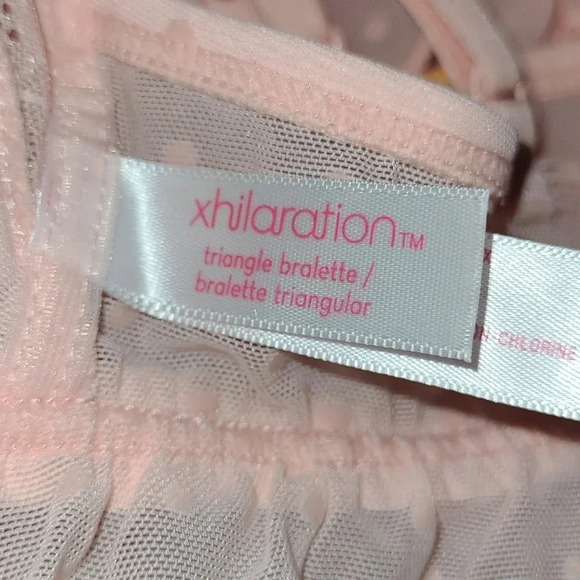 xhilaration™
triangle bralette /
bralette triangular
CHLORINE